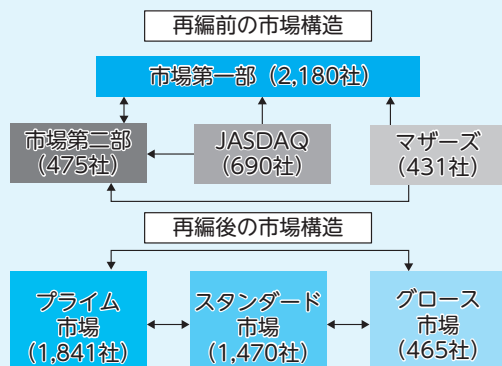 再編前の市場構造
市場第一部（2,180社）
市場第二部
（475社）
JASDAQ
（690社）
マザーズ
（431社）
再編後の市場構造
プライム
市場
（1,841社）
スタンダード
市場
（1,470社）
グロース
市場
（465社）